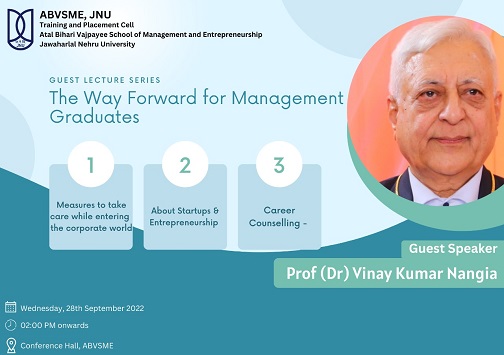 ABVSME, JNU
Training and Placement Cell
Atal Bihari Vajpayee School of Management and Entrepreneurship
Jawaharlal Nehru University
JNU
GUEST LECTURE SERIES
The Way Forward for Management
Graduates
1
Measures to take
care while entering
the corporate world
2
About Startups &
Entrepreneurship
3
Career
Counselling -
Guest Speaker
Prof (Dr) Vinay Kumar Nangia
Wednesday, 28th September 2022
02:00 PM onwards
Conference Hall, ABVSME